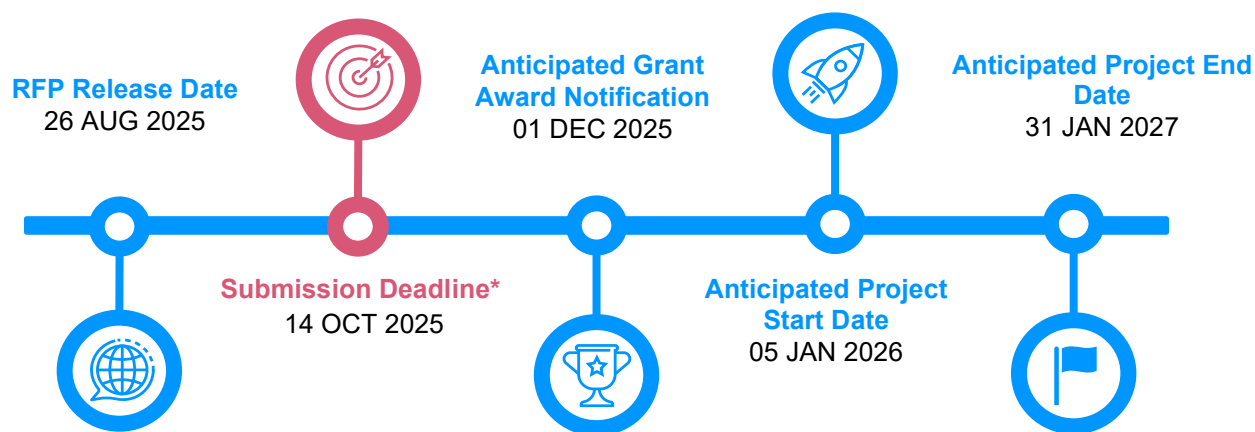 RFP Release Date
26 AUG 2025
Submission Deadline*
14 OCT 2025
Anticipated Grant
Award Notification
01 DEC 2025
Anticipated Project
Start Date
05 JAN 2026
Anticipated Project End
Date
31 JAN 2027